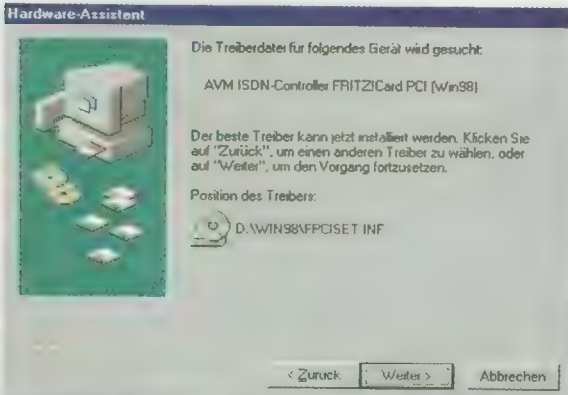 Hardware-Assistent
Die Treiberdatei für folgendes Gerät wird gesucht:
AVM ISDN-Controller FRITZ!Card PCI (Win98)
Der beste Treiber kann jetzt installiert werden. Klicken Sie
auf "Zurück", um einen anderen Treiber zu wählen, oder
auf "Weiter", um den Vorgang fortzusetzen.
Position des Treibers:
D:\WIN98\FPCISET.INF
< Zurück
Weiter >
Abbrechen